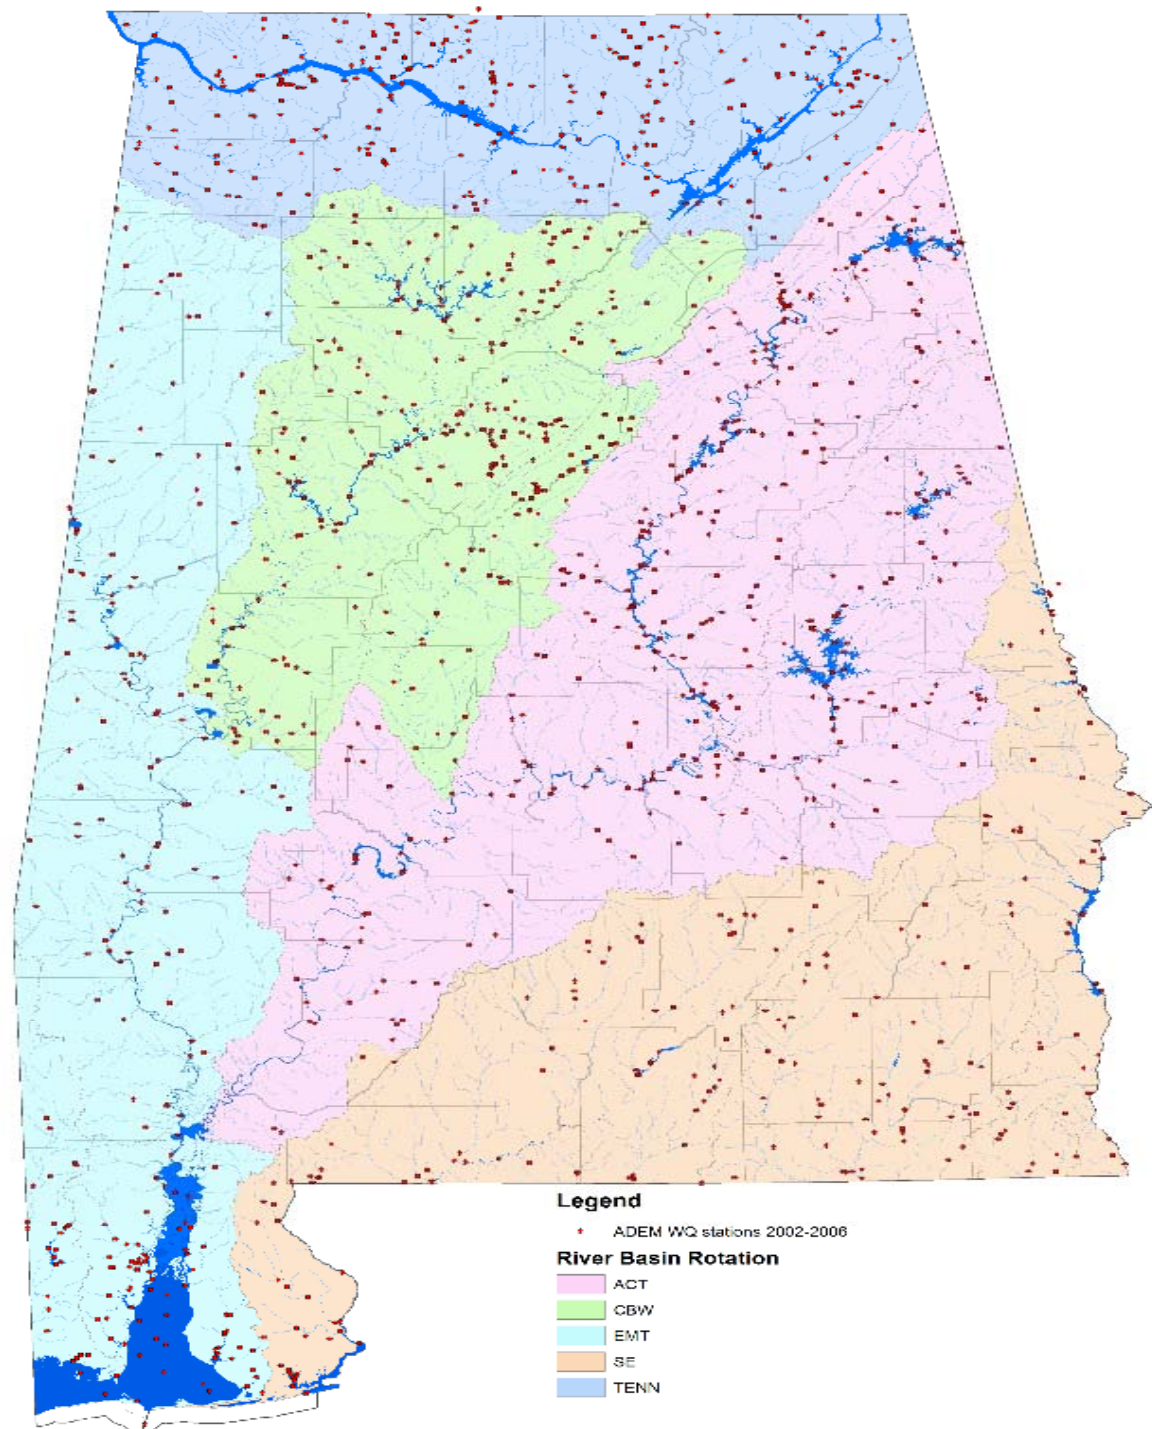 Legend
ADEM WQ stations 2002-2006
River Basin Rotation
ACT
CBW
EMT
SE
TENN